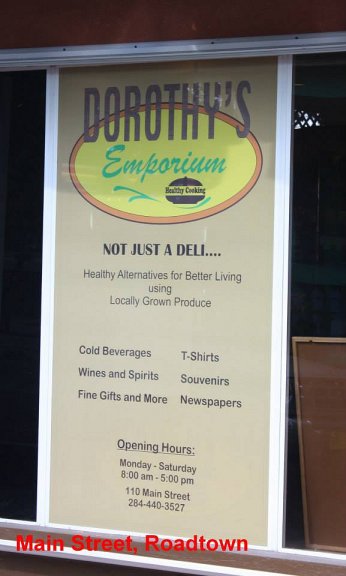 DOROTHY'S
Emporium
Healthy Cooking
NOT JUST A DELI....
Healthy Alternatives for Better Living
using
Locally Grown Produce
Cold Beverages T-Shirts
Wines and Spirits Souvenirs
Fine Gifts and More Newspapers
Opening Hours:
Monday - Saturday
8:00 am - 5:00 pm
110 Main Street
284-440-3527
Main Street, Roadtown